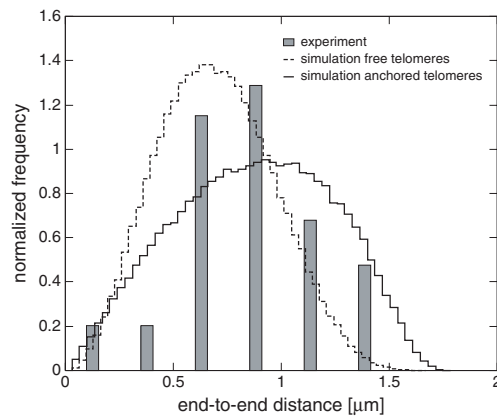 1.6
1.4
1.2
1
0.8
0.6
0.4
0.2
0
normalized frequency
experiment
simulation free telomeres
simulation anchored telomeres
0 0.5 1 1.5 2
end-to-end distance [μm]